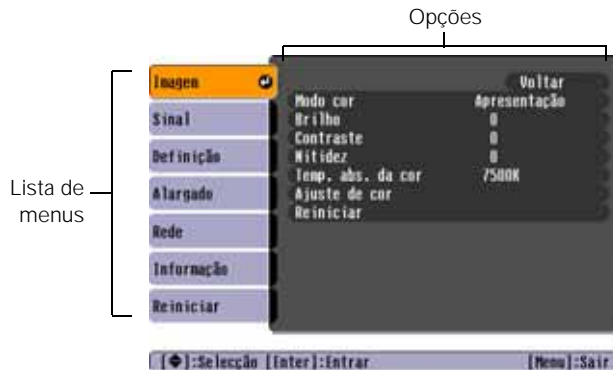 Opções
Imagem
Sinal
Definição
Alargado
Rede
Informação
Reiniciar
Lista de
menus
Voltar
Modo cor Apresentação
Brilho 0
Contraste 0
Nitidez 0
Temp. abs. da cor 7500K
Ajuste de cor
Reiniciar
[◆]:Selecção [Enter]:Entrar [Menu]:Sair